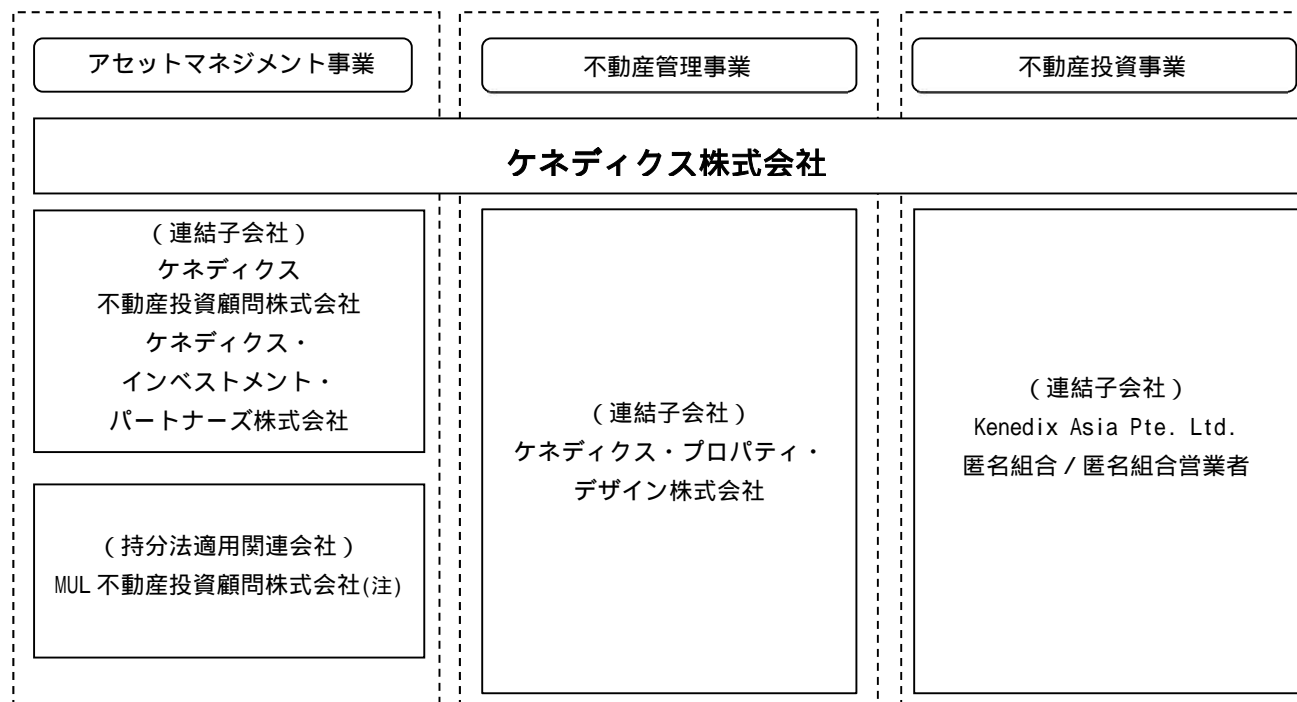 アセットマネジメント事業
不動産管理事業
不動産投資事業
ケネディクス株式会社
(連結子会社)
ケネディクス
不動産投資顧問株式会社
ケネディクス・
インベストメント・
パートナーズ株式会社
(持分法適用関連会社)
MUL 不動産投資顧問株式会社(注)
(連結子会社)
ケネディクス・プロパティ・
デザイン株式会社
(連結子会社)
Kenedix Asia Pte. Ltd.
匿名組合/匿名組合営業者